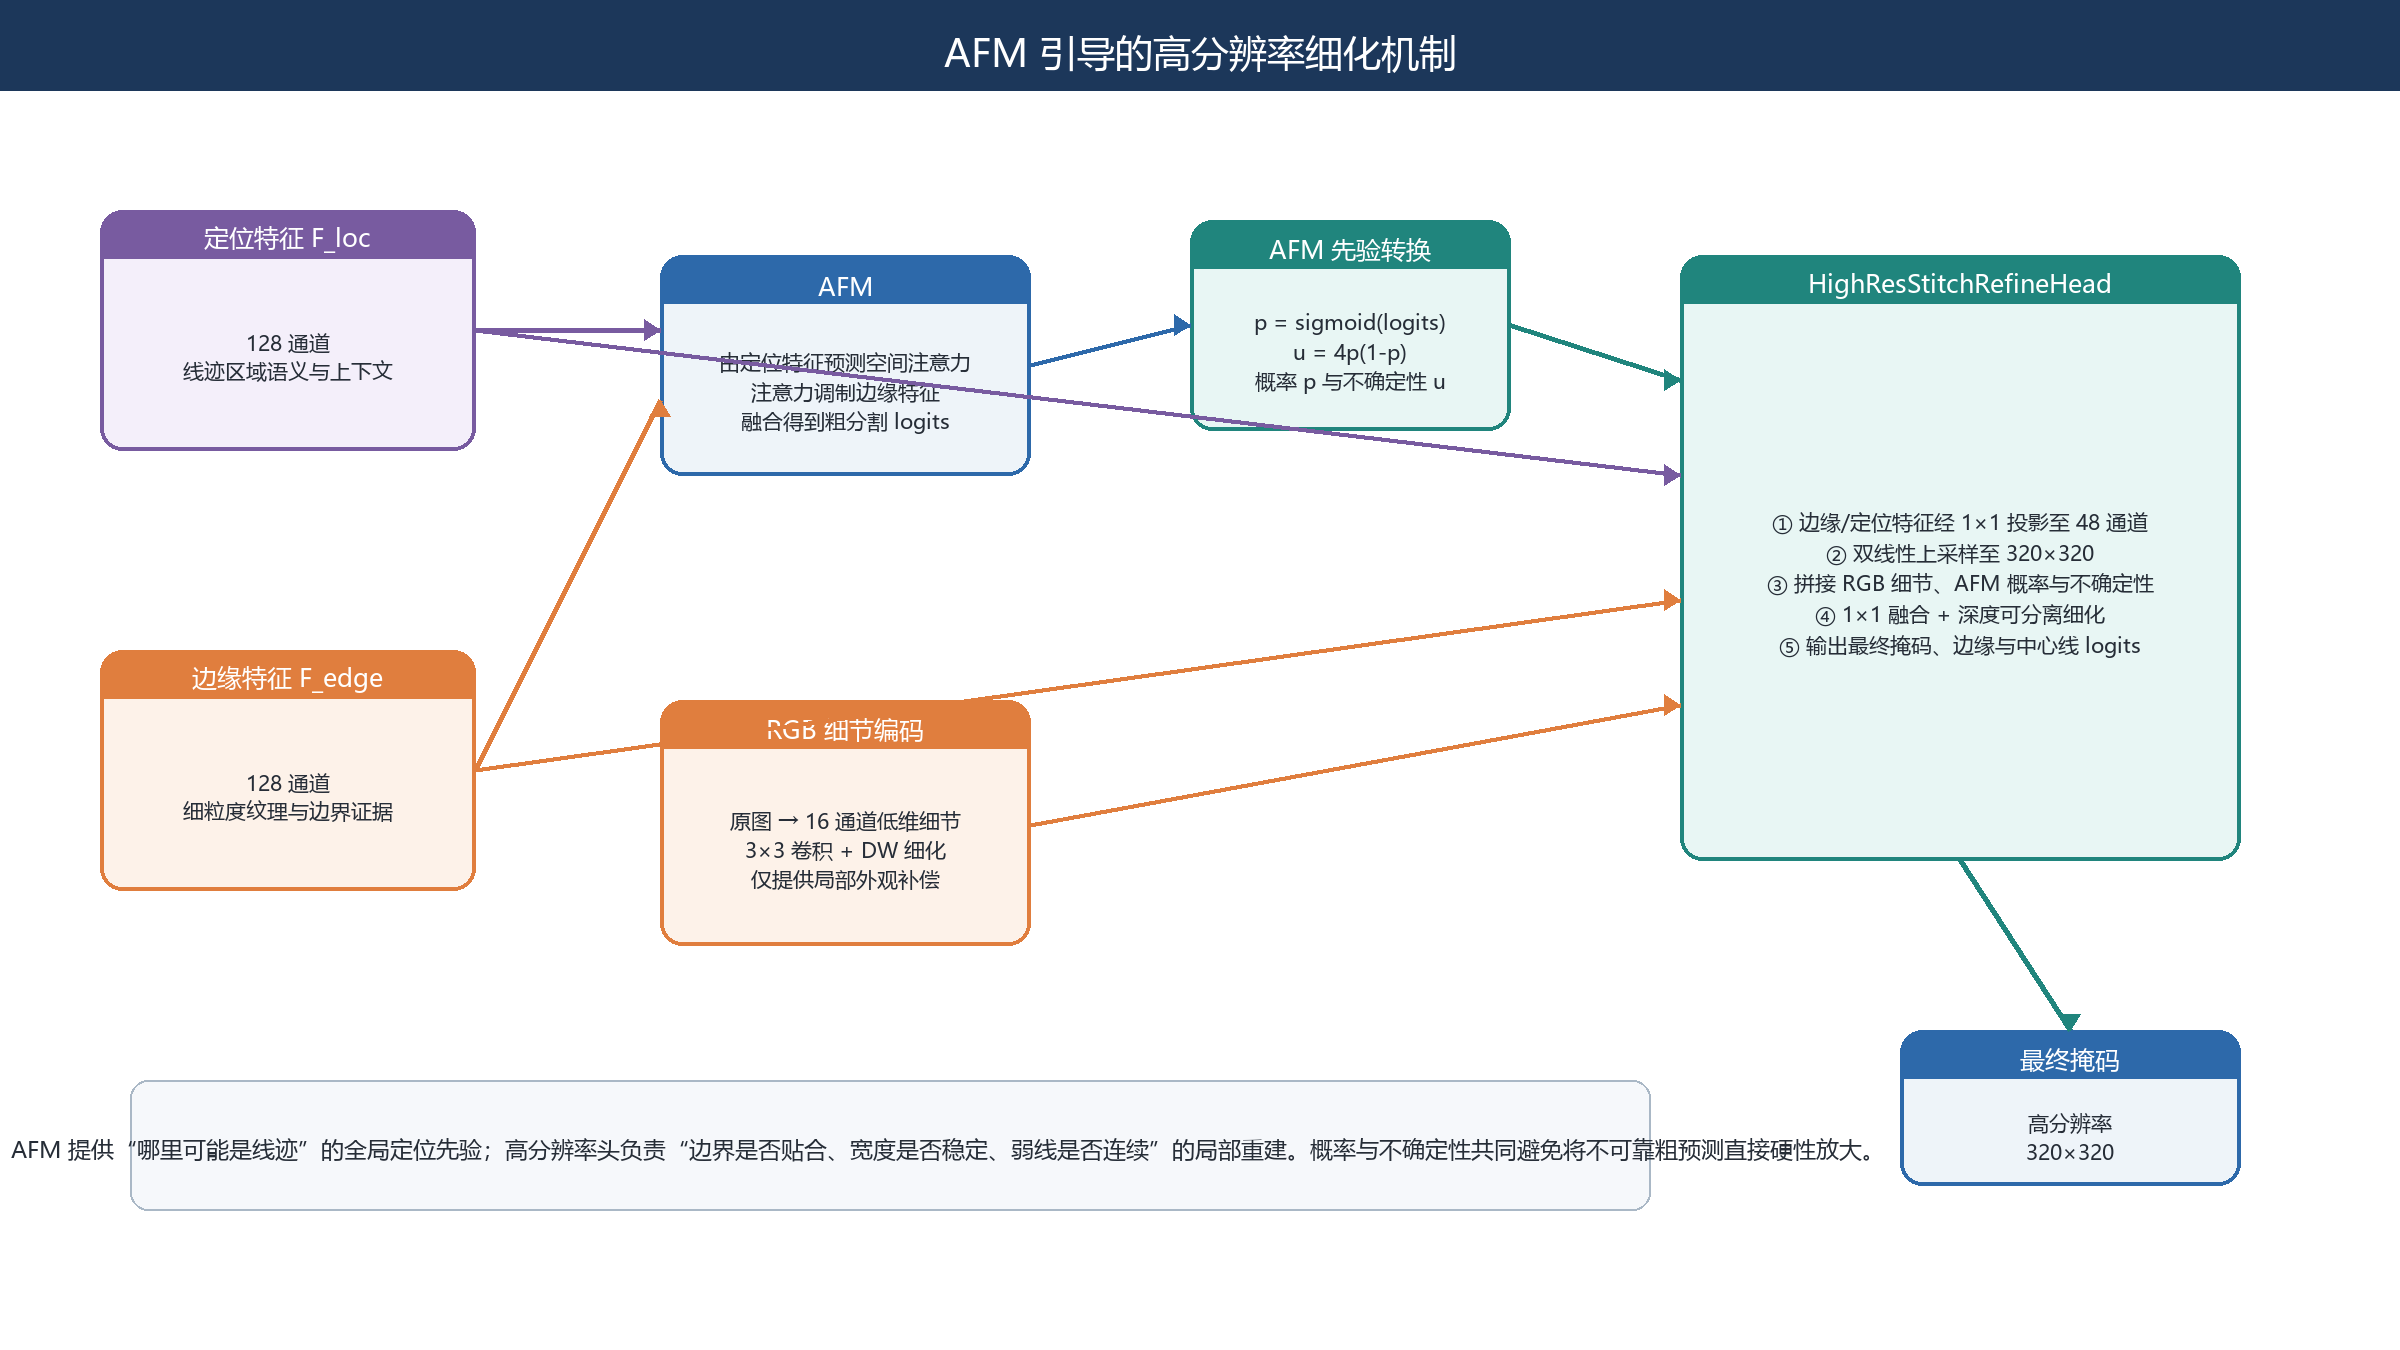 AFM 引导的高分辨率细化机制
定位特征 F_loc
128 通道
线迹区域语义与上下文
AFM
由定位特征预测空间注意力
注意力调制边缘特征
融合得到粗分割 logits
AFM 先验转换
p = sigmoid(logits)
u = 4p(1-p)
概率 p 与不确定性 u
HighResStitchRefineHead
① 边缘/定位特征经 1×1 投影至 48 通道
② 双线性上采样至 320×320
③ 拼接 RGB 细节、AFM 概率与不确定性
④ 1×1 融合 + 深度可分离细化
⑤ 输出最终掩码、边缘与中心线 logits
边缘特征 F_edge
128 通道
细粒度纹理与边界证据
RGB 细节编码
原图 → 16 通道低维细节
3×3 卷积 + DW 细化
仅提供局部外观补偿
最终掩码
高分辨率
320×320
AFM 提供“哪里可能是线迹”的全局定位先验；高分辨率头负责“边界是否贴合、宽度是否稳定、弱线是否连续”的局部重建。概率与不确定性共同避免将不可靠粗预测直接硬性放大。